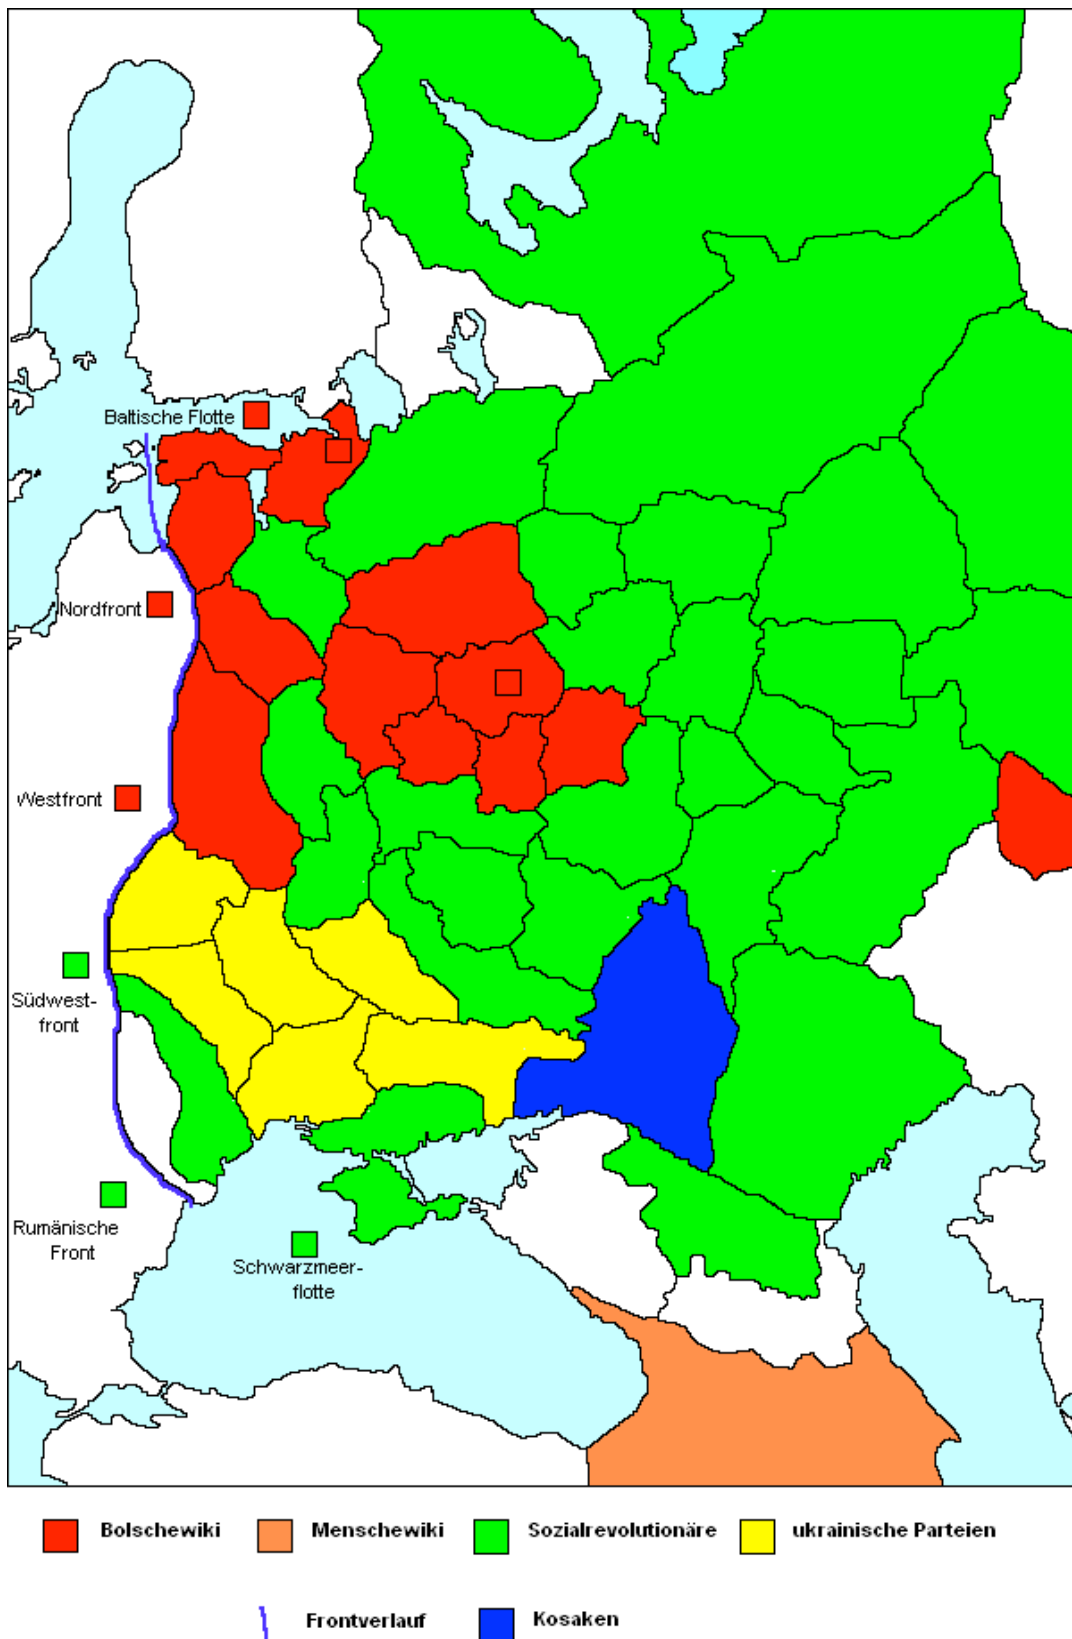 Baltische Flotte
Nordfront
Westfront
Südwest-
front
Rumänische
Front
Schwarzmeer-
flotte
Bolschewiki
Menschewiki
Sozialrevolutionäre
ukrainische Parteien
Frontverlauf
Kosaken